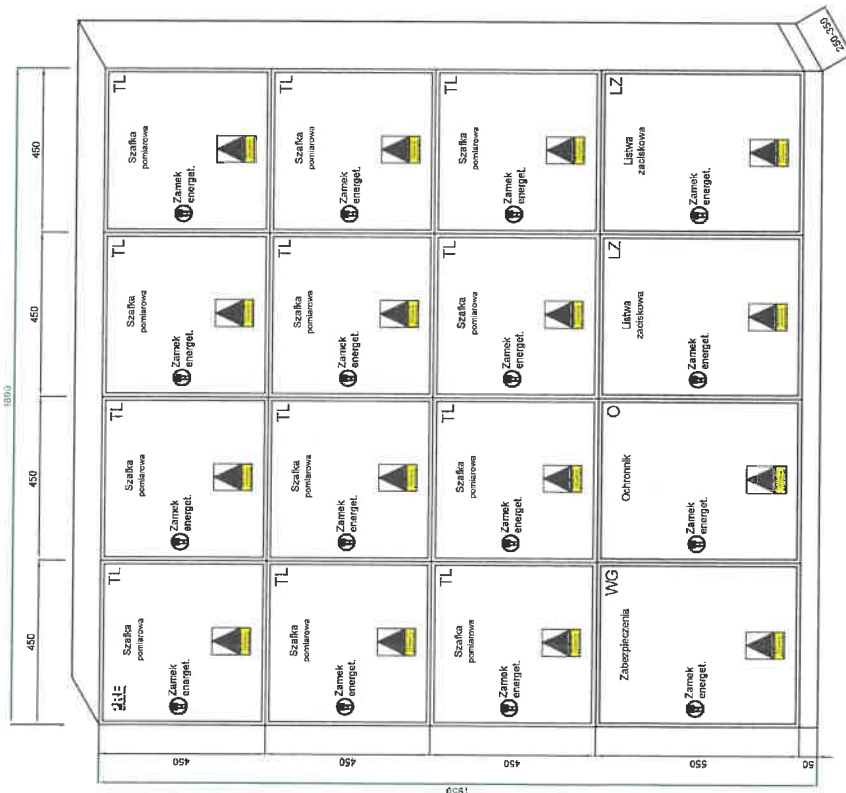 1890
450
450
450
450
250-350
TL
Szafka
pomiarowa
Zamek
energet.
TL
Szafka
pomiarowa
Zamek
energet.
TL
Szafka
pomiarowa
Zamek
energet.
TL
Szafka
pomiarowa
Zamek
energet.
450
TL
Szafka
pomiarowa
Zamek
energet.
TL
Szafka
pomiarowa
Zamek
energet.
TL
Szafka
pomiarowa
Zamek
energet.
TL
Szafka
pomiarowa
Zamek
energet.
450
TL
Szafka
pomiarowa
Zamek
energet.
TL
Szafka
pomiarowa
Zamek
energet.
TL
Szafka
pomiarowa
Zamek
energet.
TL
Szafka
pomiarowa
Zamek
energet.
450
WG
Zabezpieczenia
Zamek
energet.
O
Ochronnik
Zamek
energet.
LZ
Listwa
zaciskowa
Zamek
energet.
LZ
Listwa
zaciskowa
Zamek
energet.
550
50
1950